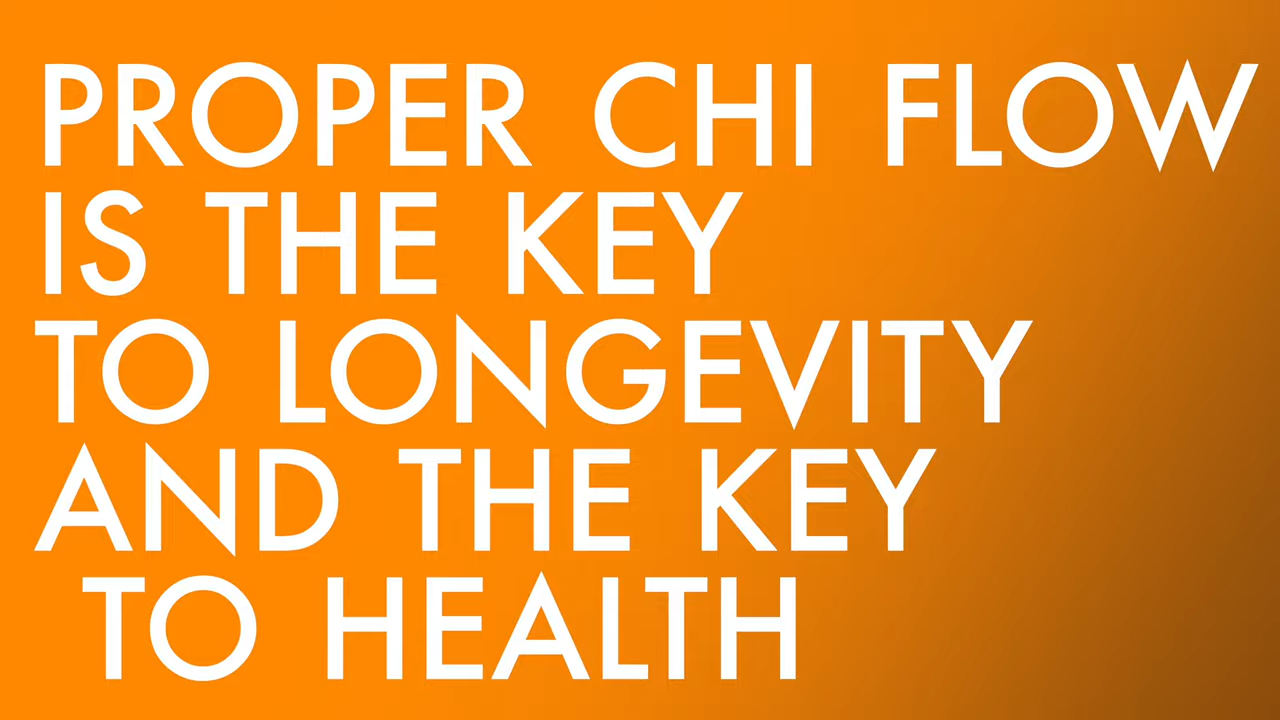 PROPER CHI FLOW
IS THE KEY
TO LONGEVITY
AND THE KEY
TO HEALTH